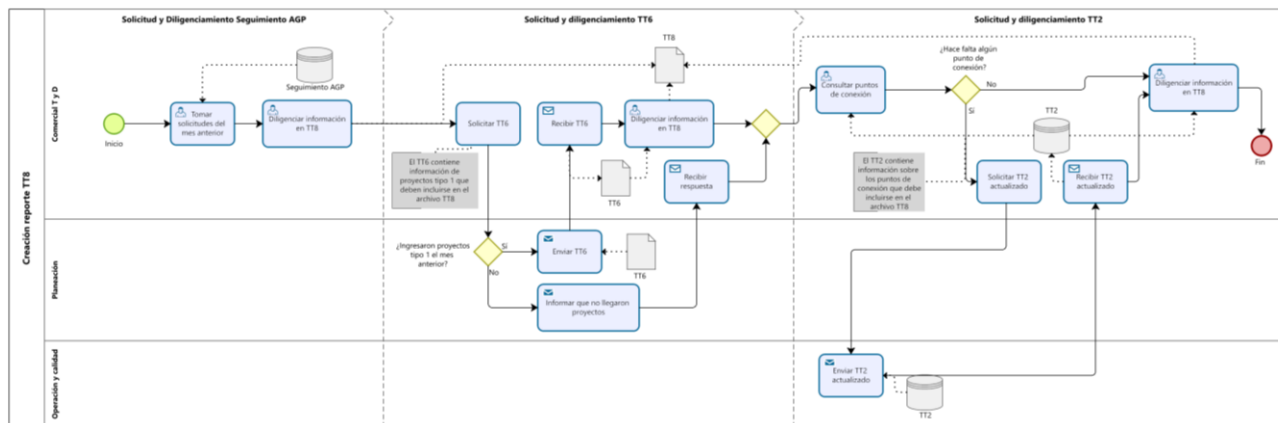 Creación reporte TT8
Solicitud y Diligenciamiento Seguimiento AGP
Solicitud y diligenciamiento TT6
Solicitud y diligenciamiento TT2
Comercial T y D
Inicio
Tomar
solicitudes del
mes anterior
Seguimiento AGP
Diligenciar información
en TT8
Solicitar TT6
El TT6 contiene
información de
proyectos tipo 1 que
deben incluirse en el
archivo TT8
Recibir TT6
TT6
TT8
Diligenciar información
en TT8
Recibir
respuesta
Consultar puntos
de conexión
¿Hace falta algún
punto de
conexión?
No
Si
El TT2 contiene
información sobre
los puntos de
conexión que debe
incluirse en el
archivo TT8
Solicitar TT2
actualizado
TT2
Recibir TT2
actualizado
Diligenciar información
en TT8
Fin
Planeación
¿Ingresaron proyectos
tipo 1 el mes
anterior?
Si
No
Enviar TT6
TT6
Informar que no llegaron
proyectos
Operación y calidad
Enviar TT2
actualizado
TT2